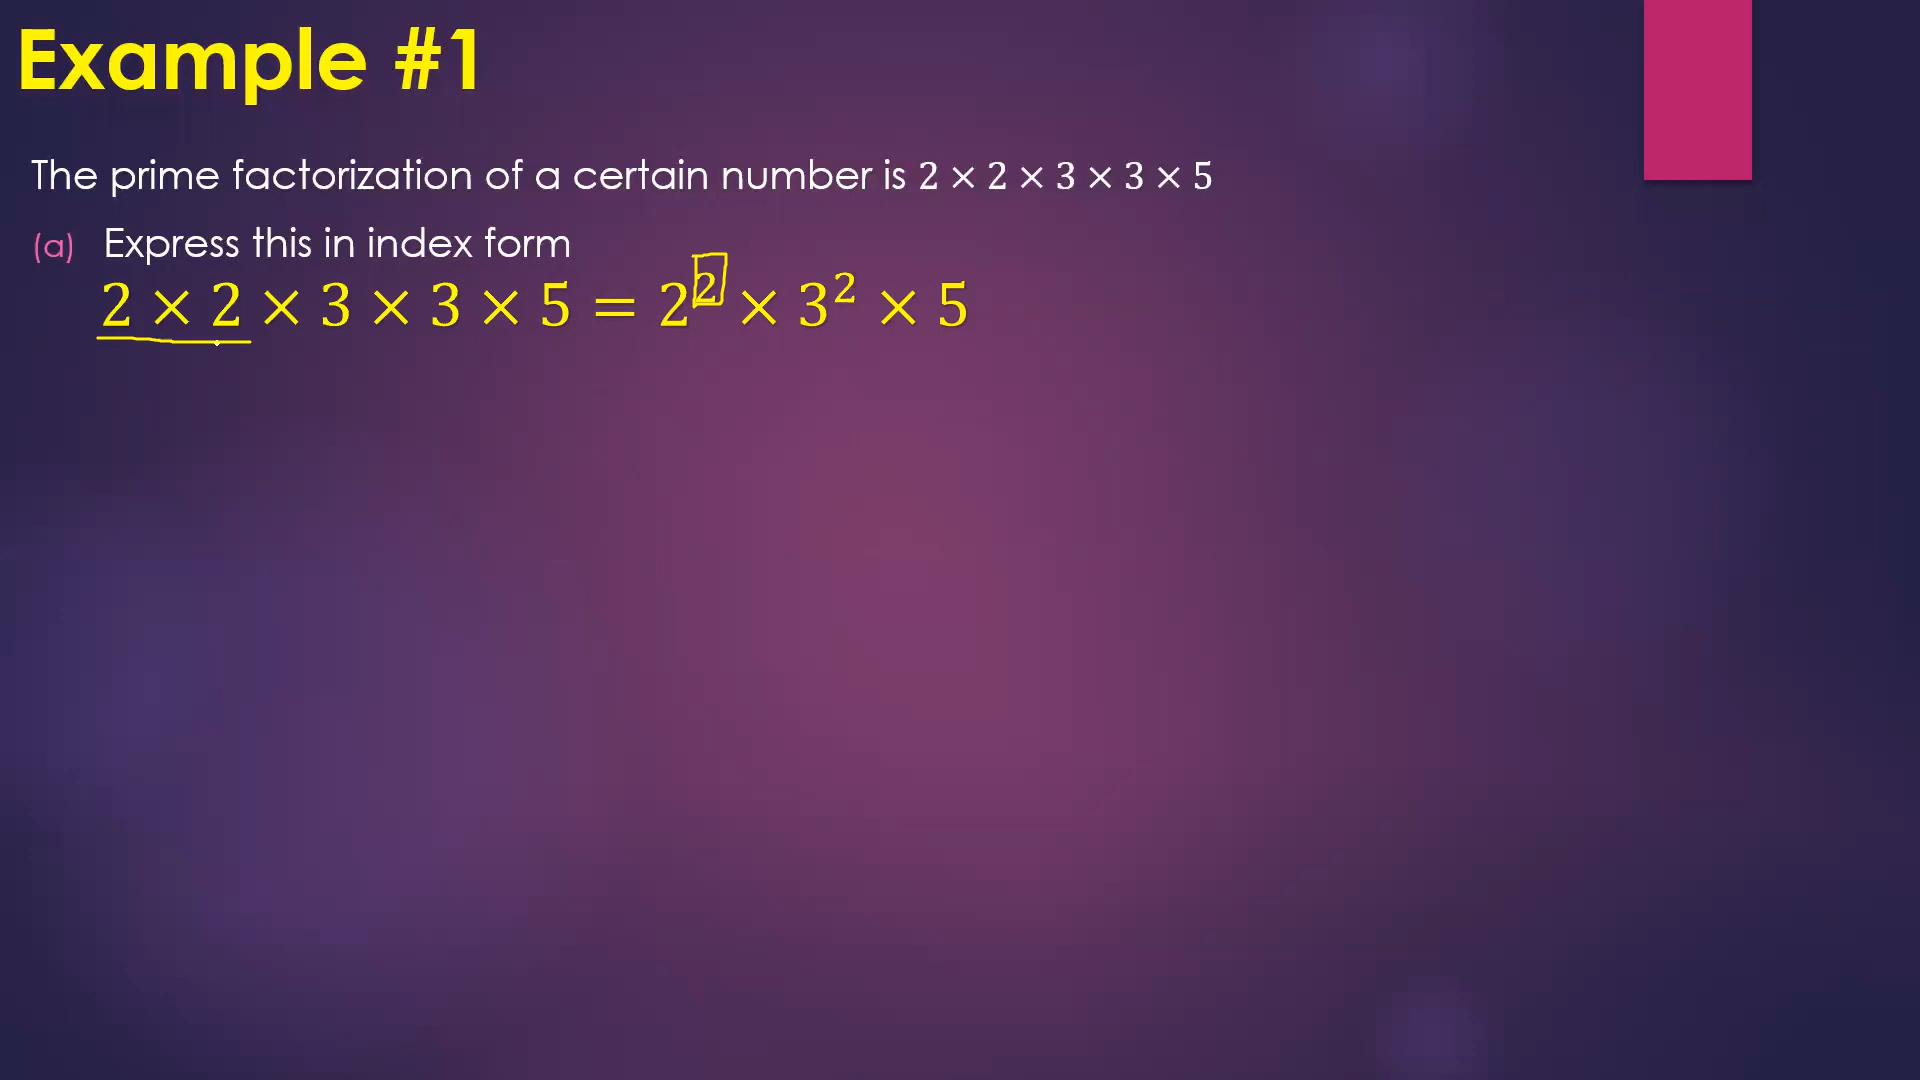 Example #1
The prime factorization of a certain number is 2 × 2 × 3 × 3 × 5
(a) Express this in index form
2 × 2 × 3 × 3 × 5 = 2² × 3² × 5